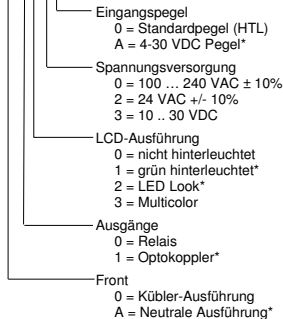 Eingangspegel
0 = Standardpegel (HTL)
A = 4-30 VDC Pegel*
Spannungsversorgung
0 = 100 … 240 VAC ± 10%
2 = 24 VAC +/- 10%
3 = 10 .. 30 VDC
LCD-Ausführung
0 = nicht hinterleuchtet
1 = grün hinterleuchtet*
2 = LED Look*
3 = Multicolor
Ausgänge
0 = Relais
1 = Optokoppler*
Front
0 = Kübler-Ausführung
A = Neutrale Ausführung*